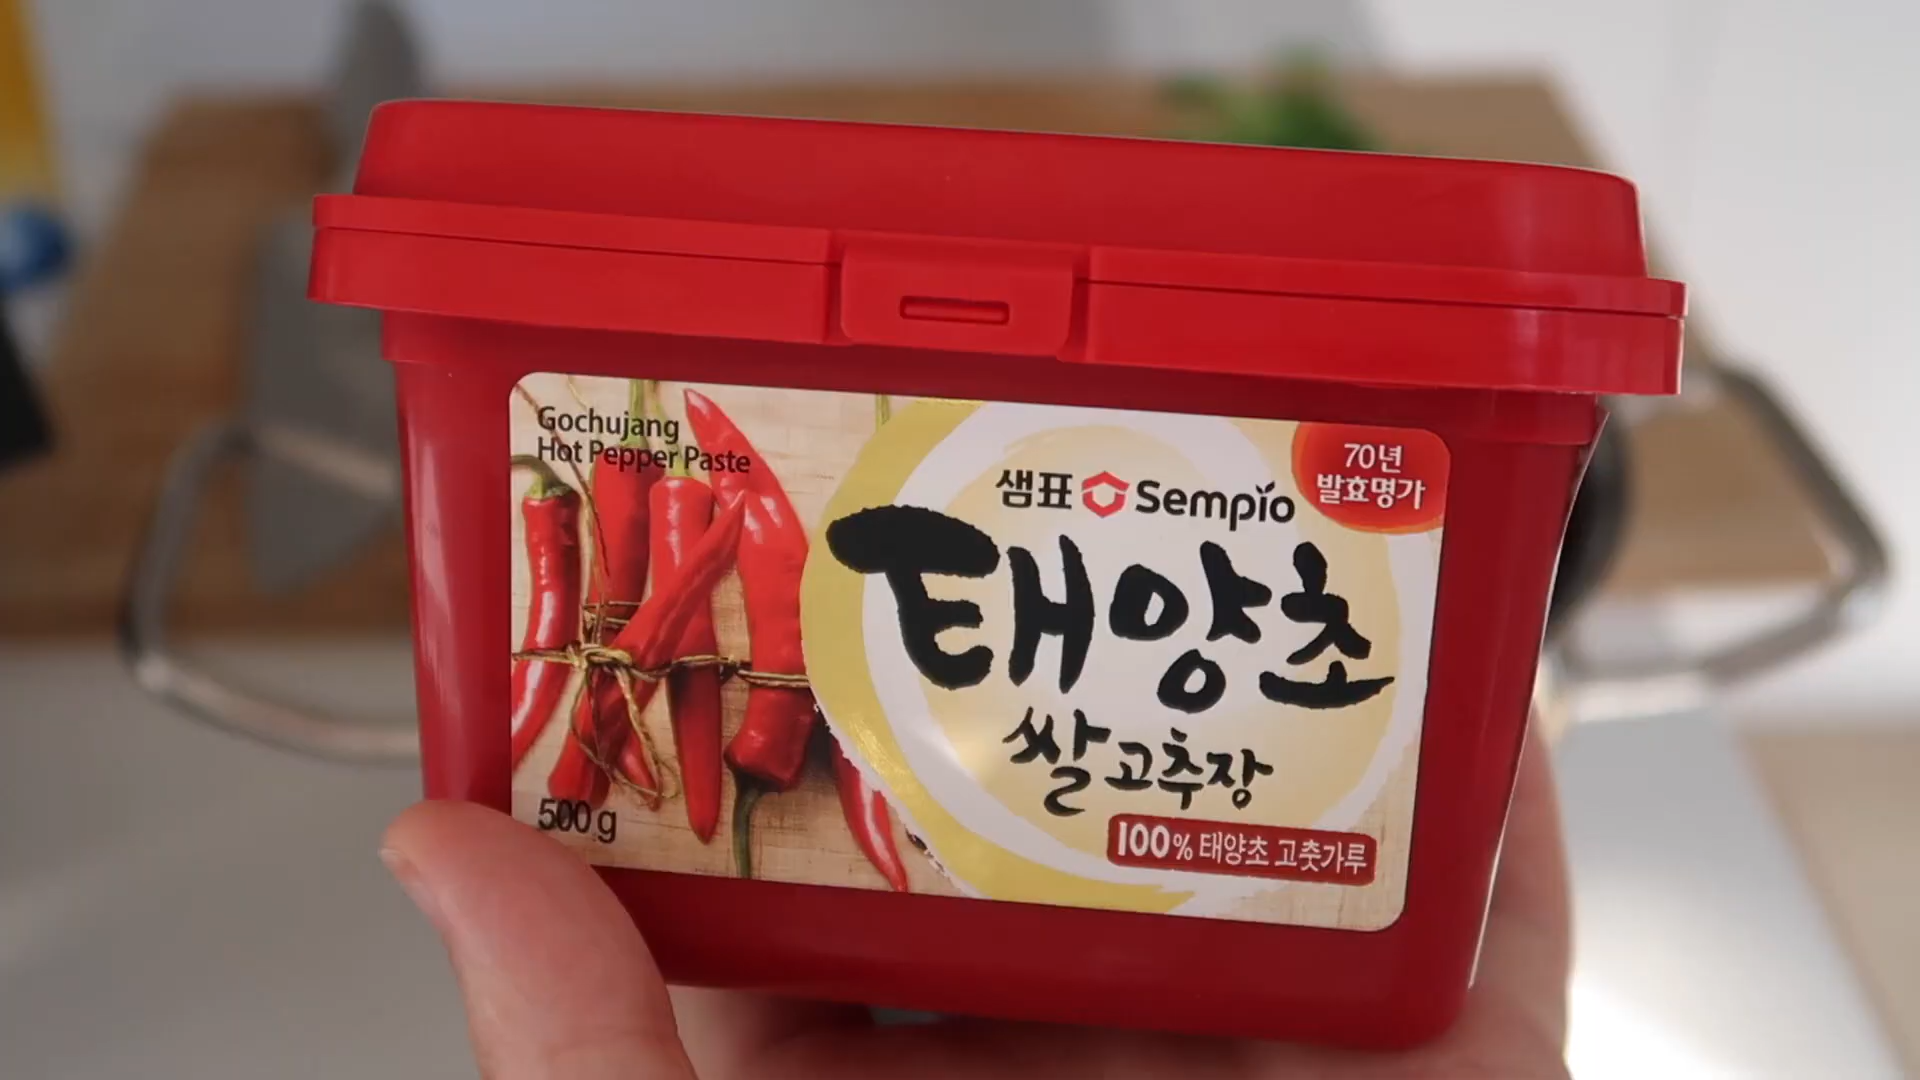 Gochujang
Hot Pepper Paste
70년
발효명가
샘표 Sempio
태양초
쌀고추장
500 g
100% 태양초 고춧가루